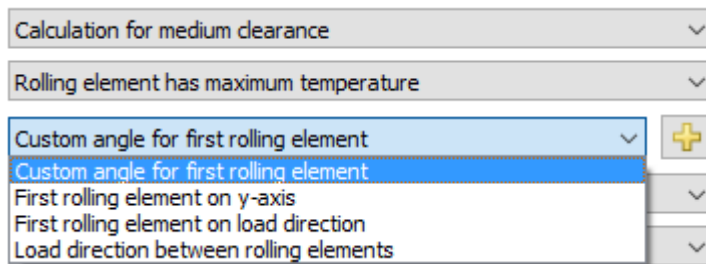 Calculation for medium clearance
Rolling element has maximum temperature
Custom angle for first rolling element
Custom angle for first rolling element
First rolling element on y-axis
First rolling element on load direction
Load direction between rolling elements